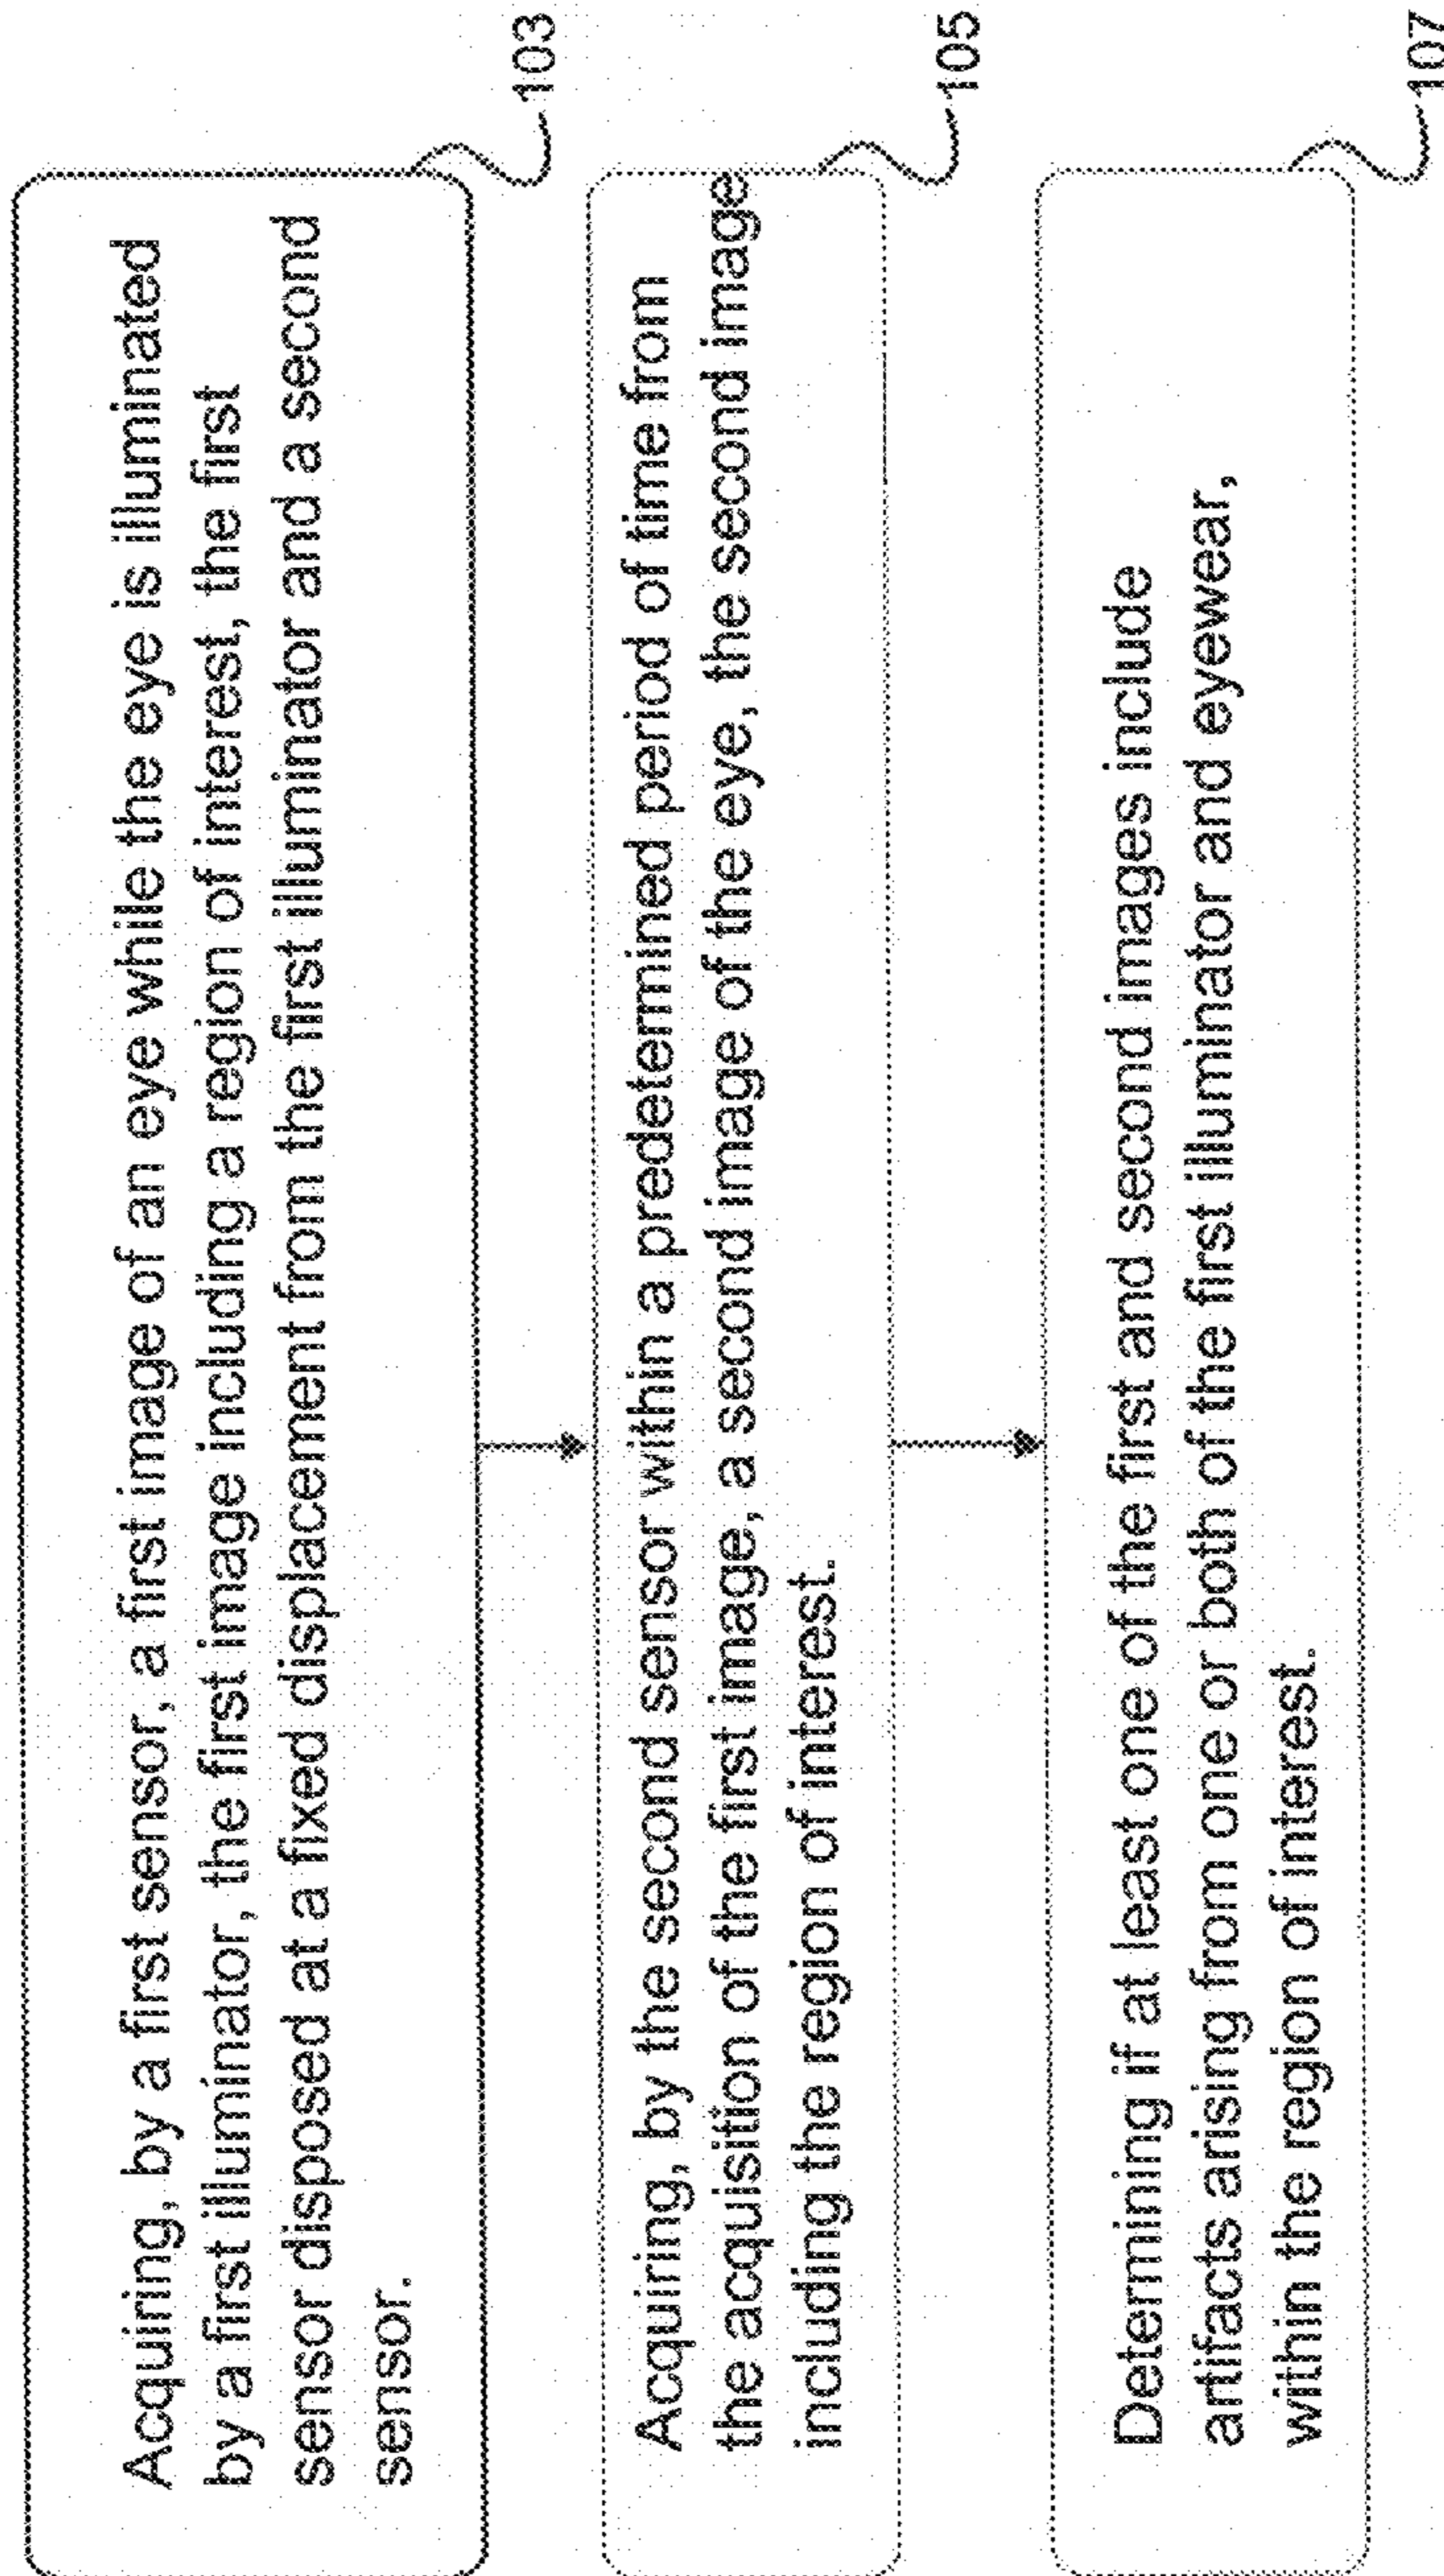 Acquiring, by a first sensor, a first image of an eye while the eye is illuminated
by a first illuminator, the first image including a region of interest, the first
sensor disposed at a fixed displacement from the first illuminator and a second
sensor.
103
Acquiring, by the second sensor within a predetermined period of time from
the acquisition of the first image, a second image of the eye, the second image
including the region of interest.
105
Determining if at least one of the first and second images include
artifacts arising from one or both of the first illuminator and eyewear,
within the region of interest.
107